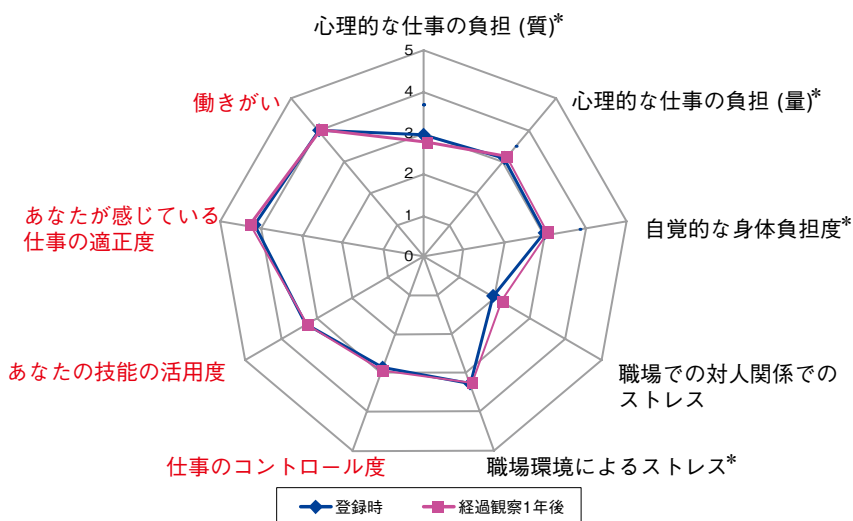 心理的な仕事の負担 (質)*
心理的な仕事の負担 (量)*
自覚的な身体負担度*
職場での対人関係での
ストレス
職場環境によるストレス*
仕事のコントロール度
あなたの技能の活用度
あなたが感じている
仕事の適正度
働きがい
5
4
3
2
1
0
登録時 経過観察1年後